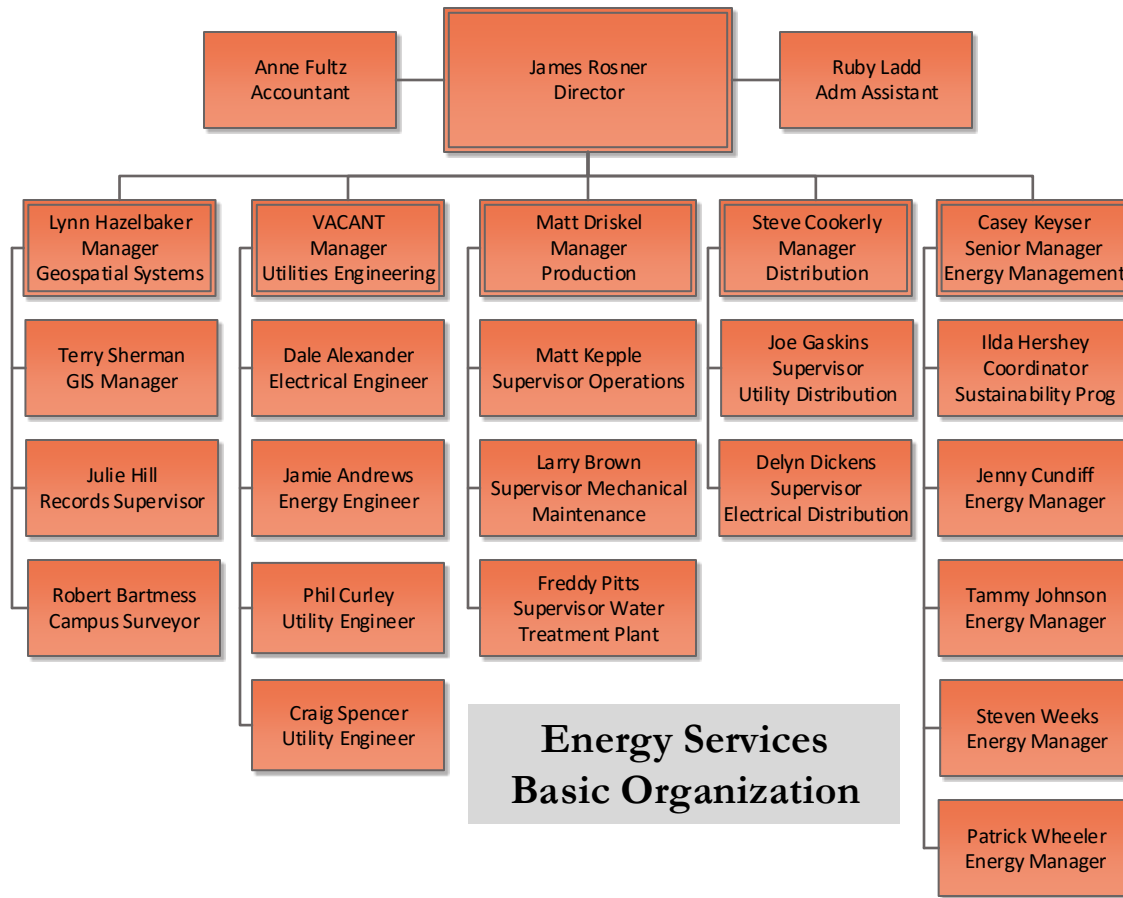 Anne Fultz
Accountant
James Rosner
Director
Ruby Ladd
Adm Assistant
Lynn Hazelbaker
Manager
Geospatial Systems
VACANT
Manager
Utilities Engineering
Matt Driskel
Manager
Production
Steve Cookerly
Manager
Distribution
Casey Keyser
Senior Manager
Energy Management
Terry Sherman
GIS Manager
Dale Alexander
Electrical Engineer
Matt Kepple
Supervisor Operations
Joe Gaskins
Supervisor
Utility Distribution
Ilda Hershey
Coordinator
Sustainability Prog
Julie Hill
Records Supervisor
Jamie Andrews
Energy Engineer
Larry Brown
Supervisor Mechanical
Maintenance
Delyn Dickens
Supervisor
Electrical Distribution
Jenny Cundiff
Energy Manager
Robert Bartmess
Campus Surveyor
Phil Curley
Utility Engineer
Freddy Pitts
Supervisor Water
Treatment Plant
Tammy Johnson
Energy Manager
Craig Spencer
Utility Engineer
Steven Weeks
Energy Manager
Energy Services
Basic Organization
Patrick Wheeler
Energy Manager